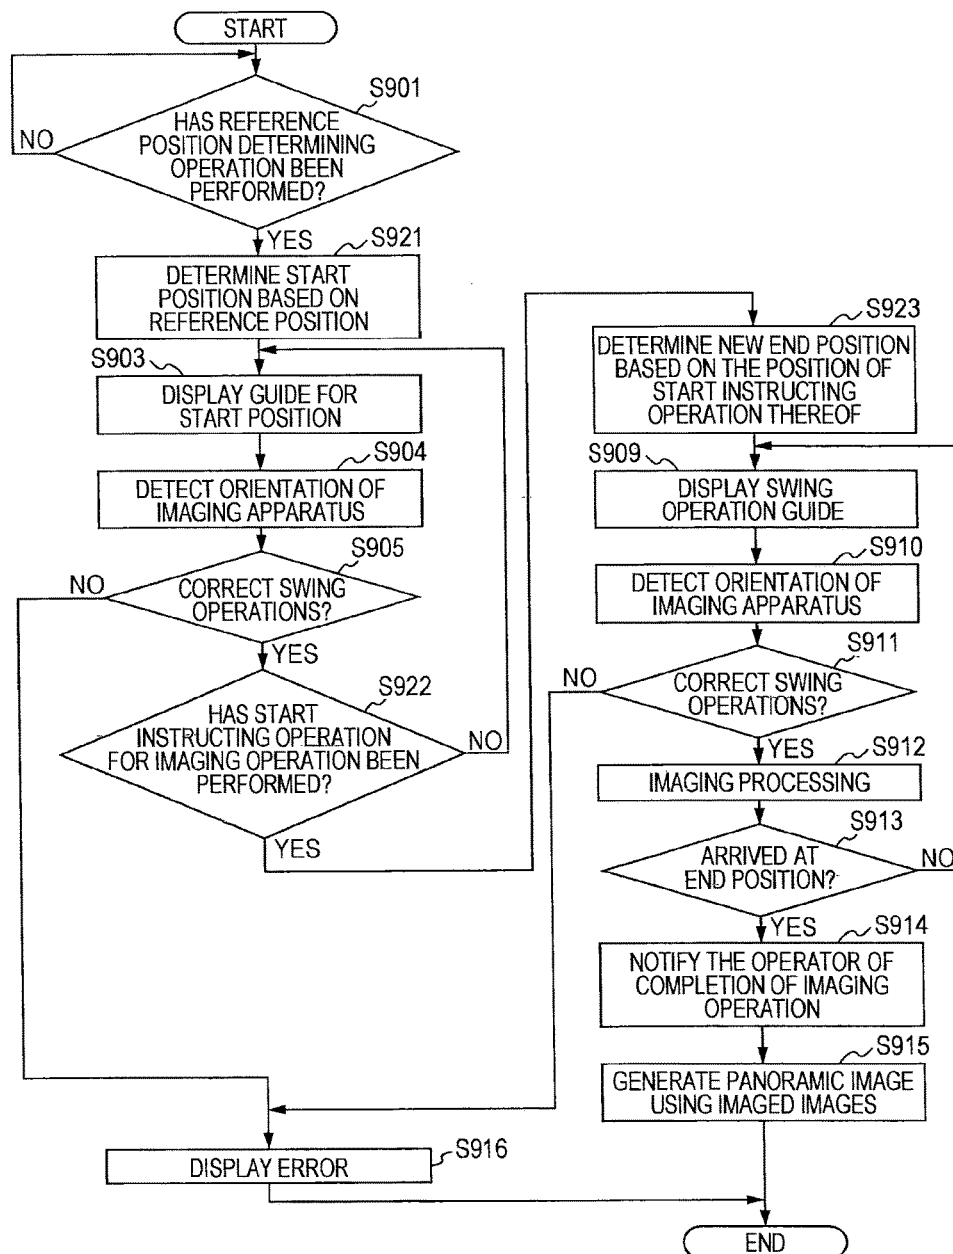 START
S901
HAS REFERENCE
POSITION DETERMINING
OPERATION BEEN
PERFORMED?
NO
YES
S921
DETERMINE START
POSITION BASED ON
REFERENCE POSITION
S903
DISPLAY GUIDE FOR
START POSITION
S904
DETECT ORIENTATION OF
IMAGING APPARATUS
S905
NO
CORRECT SWING
OPERATIONS?
YES
S922
HAS START
INSTRUCTING OPERATION
FOR IMAGING OPERATION BEEN
PERFORMED?
NO
YES
S923
DETERMINE NEW END POSITION
BASED ON THE POSITION OF
START INSTRUCTING
OPERATION THEREOF
S909
DISPLAY SWING
OPERATION GUIDE
S910
DETECT ORIENTATION OF
IMAGING APPARATUS
S911
NO
CORRECT SWING
OPERATIONS?
YES
S912
IMAGING PROCESSING
S913
ARRIVED AT
END POSITION?
NO
YES
S914
NOTIFY THE OPERATOR OF
COMPLETION OF IMAGING
OPERATION
S915
GENERATE PANORAMIC IMAGE
USING IMAGED IMAGES
S916
DISPLAY ERROR
END